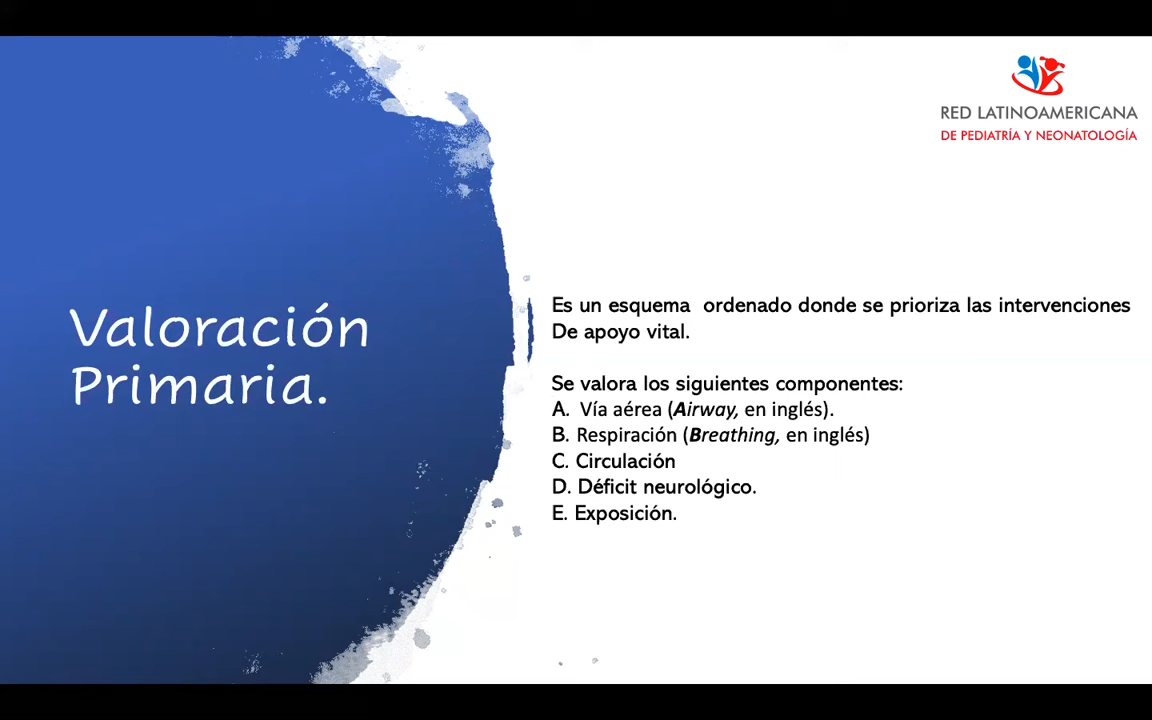 RED LATINOAMERICANA
DE PEDIATRÍA Y NEONATOLOGÍA
Valoración
Primaria.
Es un esquema ordenado donde se prioriza las intervenciones
De apoyo vital.
Se valora los siguientes componentes:
A. Vía aérea (Airway, en inglés).
B. Respiración (Breathing, en inglés)
C. Circulación
D. Déficit neurológico.
E. Exposición.